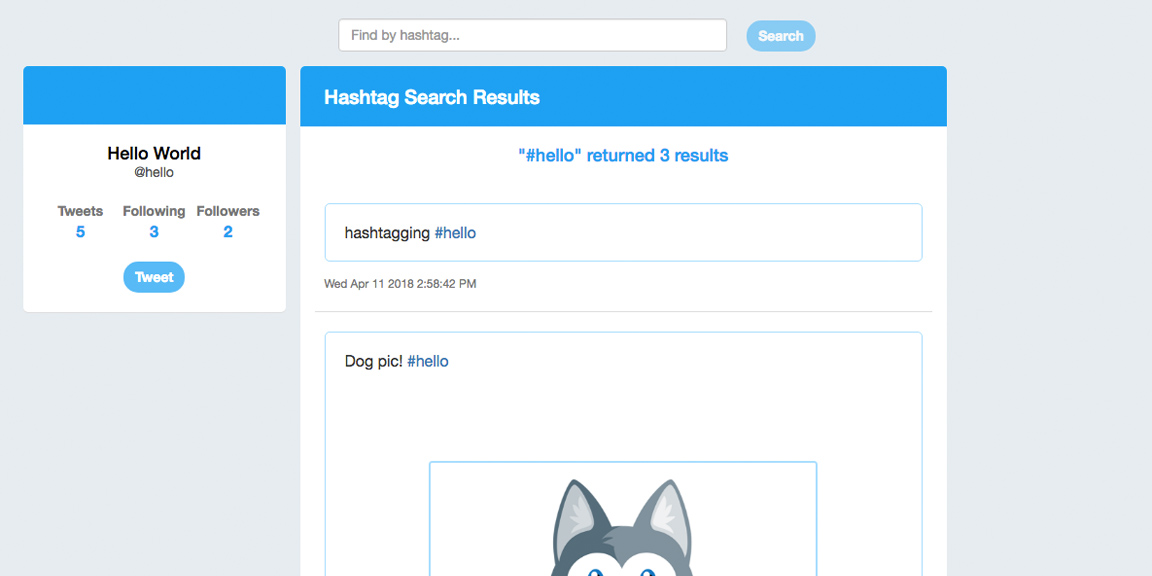 Find by hashtag...
Search
Hello World
@hello
Tweets Following Followers
5 3 2
Tweet
Hashtag Search Results
"#hello" returned 3 results
hashtagging #hello
Wed Apr 11 2018 2:58:42 PM
Dog pic! #hello